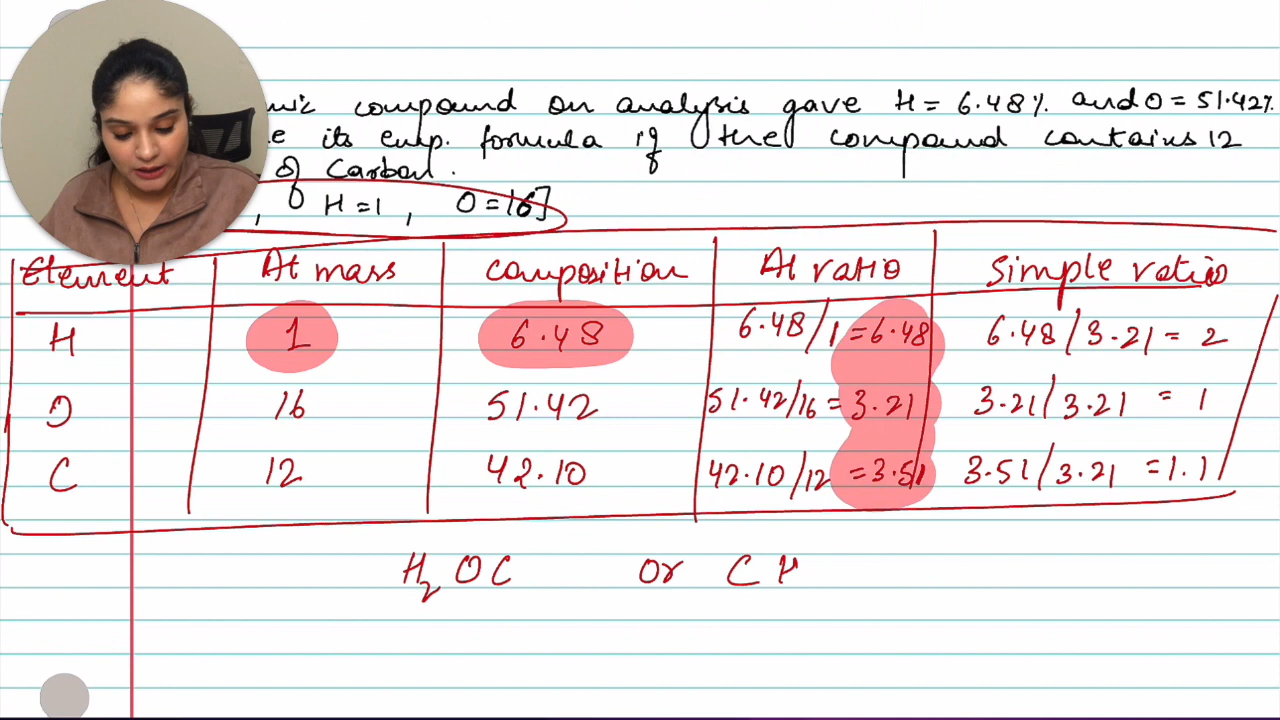 compound on analysis gave H = 6.48%. and O = 51.42%.
its emp. formula if the compound contains 12
of Carbon.
, H = 1 , O = 16]
Element At mass composition At ratio simple ratio
H 1 6.48 6.48/1 = 6.48 6.48/3.21 = 2
O 16 51.42 51.42/16 = 3.21 3.21/3.21 = 1
C 12 42.10 42.10/12 = 3.51 3.51/3.21 = 1.1
H2OC or CH